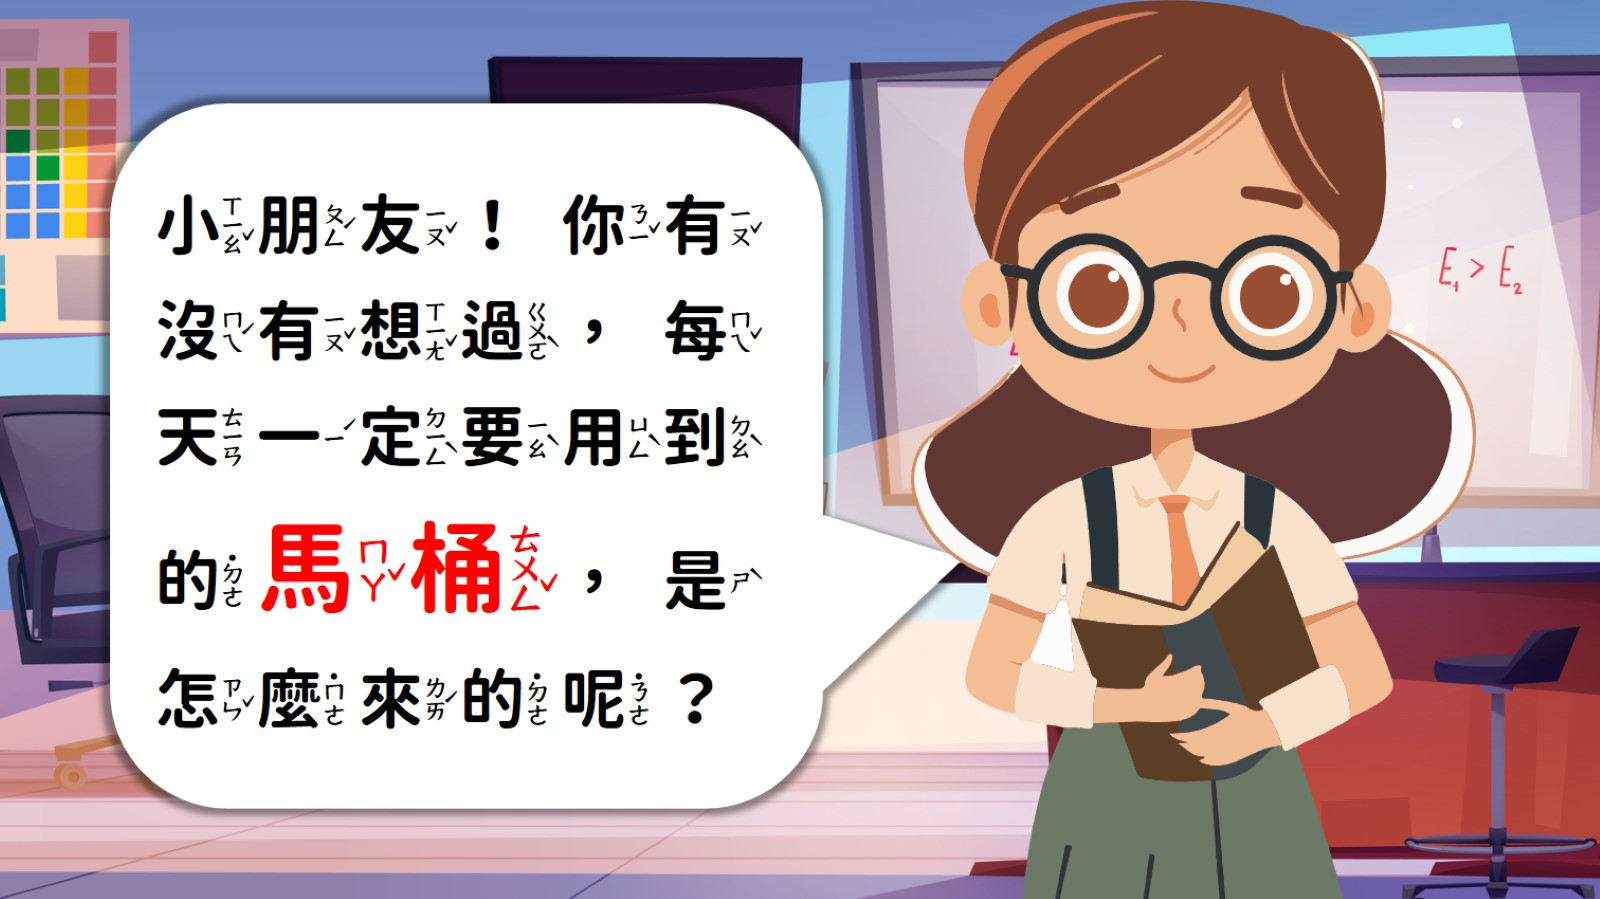 小朋友！ 你有
沒有想過， 每
天一定要用到
的馬桶， 是
怎麼來的呢？
E₁ > E₂